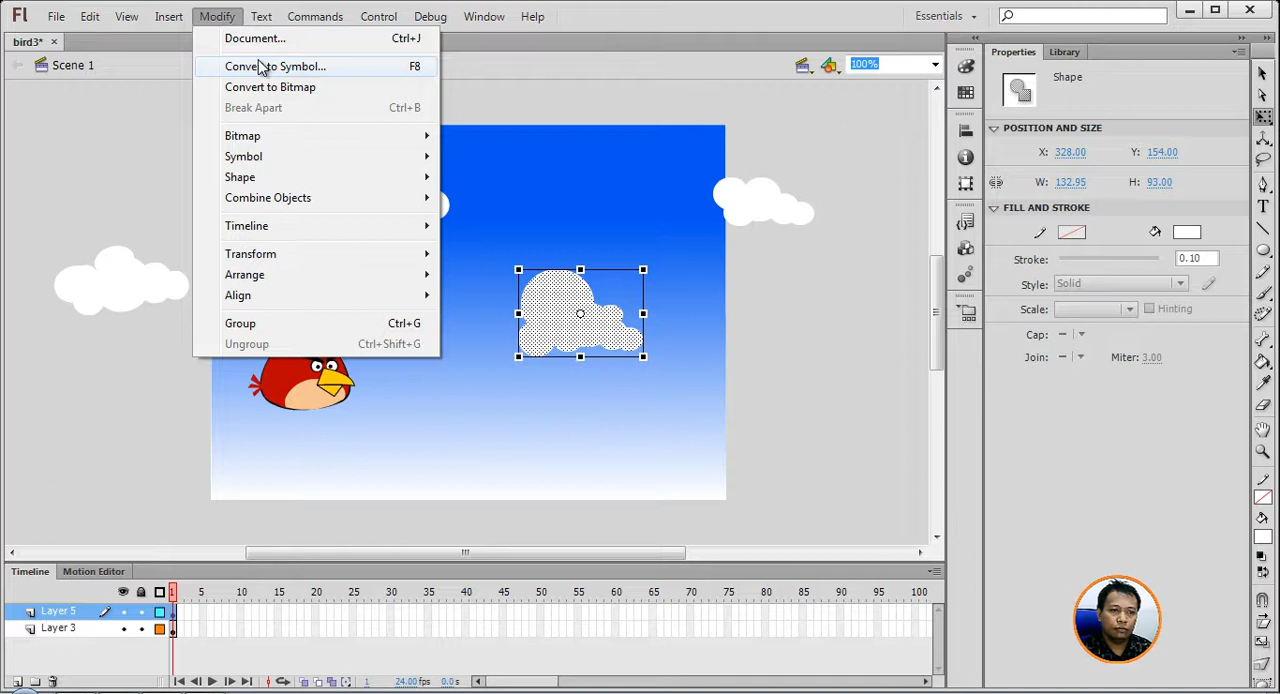 Fl File Edit View Insert Modify Text Commands Control Debug Window Help Essentials
bird3* ×
Scene 1 100%
Document... Ctrl+J
Convert to Symbol... F8
Convert to Bitmap
Break Apart Ctrl+B
Bitmap
Symbol
Shape
Combine Objects
Timeline
Transform
Arrange
Align
Group Ctrl+G
Ungroup Ctrl+Shift+G
Properties Library
Shape
POSITION AND SIZE
X: 328.00 Y: 154.00
W: 132.95 H: 93.00
FILL AND STROKE
Stroke: 0.10
Style: Solid
Scale: Hinting
Cap: –
Join: – Miter: 3.00
Timeline Motion Editor
1 5 10 15 20 25 30 35 40 45 50 55 60 65 70 75 80 85 90 95 100
Layer 5
Layer 3
1 24.00 fps 0.0 s